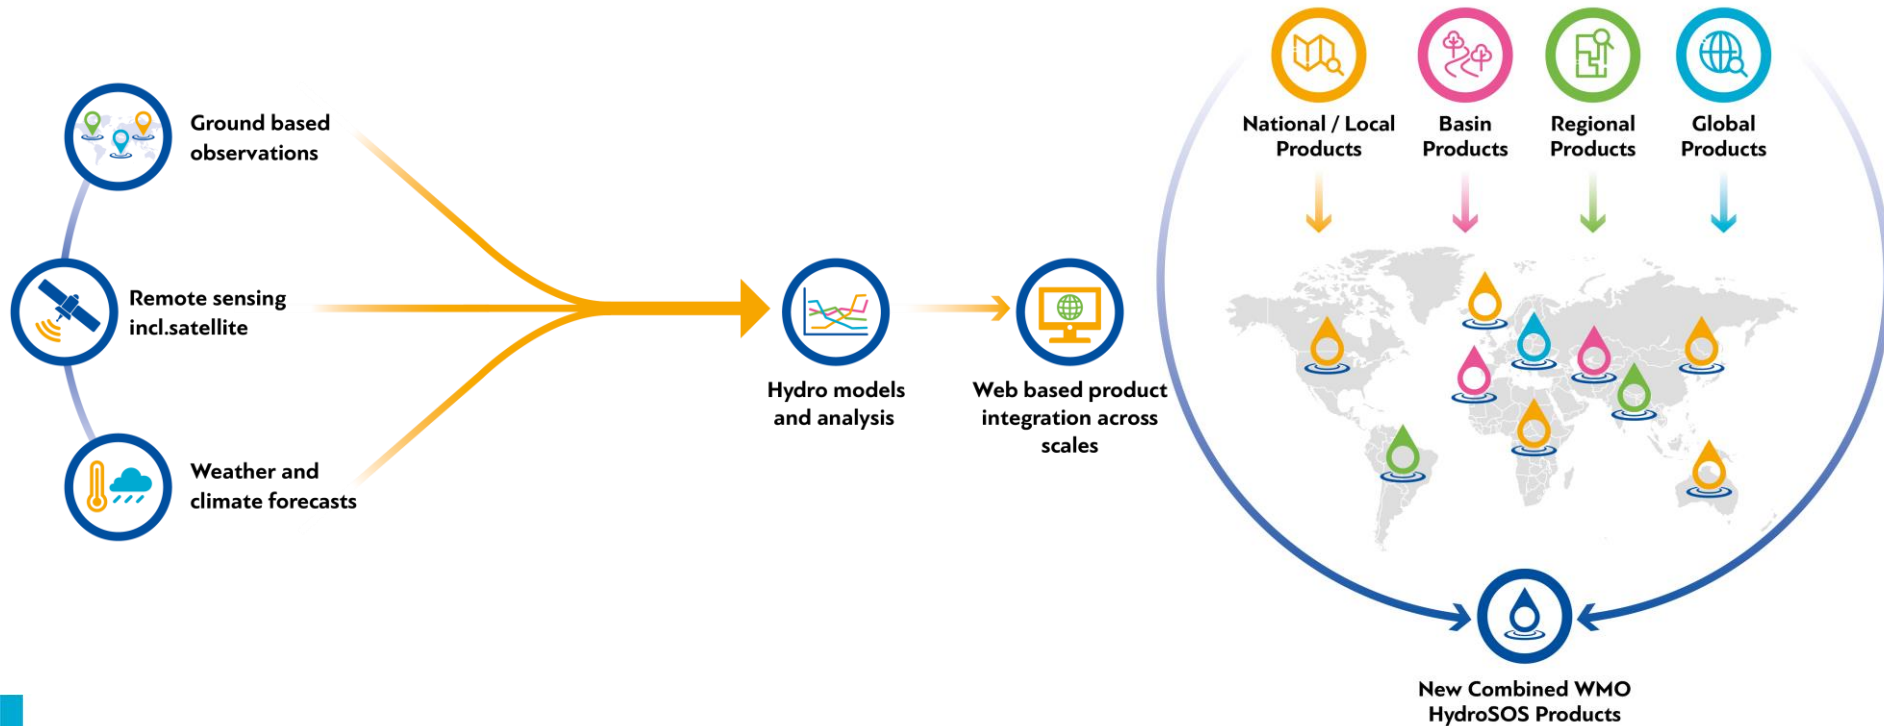 Ground based
observations
Remote sensing
incl.satellite
Weather and
climate forecasts
Hydro models
and analysis
Web based product
integration across
scales
National / Local
Products
Basin
Products
Regional
Products
Global
Products
New Combined WMO
HydroSOS Products